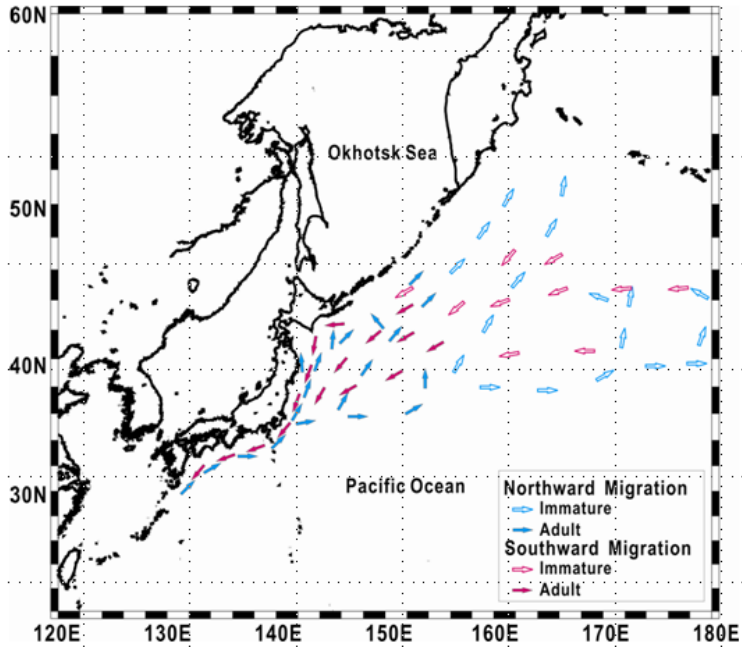 60N
Okhotsk Sea
50N
40N
30N
Pacific Ocean
Northward Migration
Immature
Adult
Southward Migration
Immature
Adult
120E 130E 140E 150E 160E 170E 180E